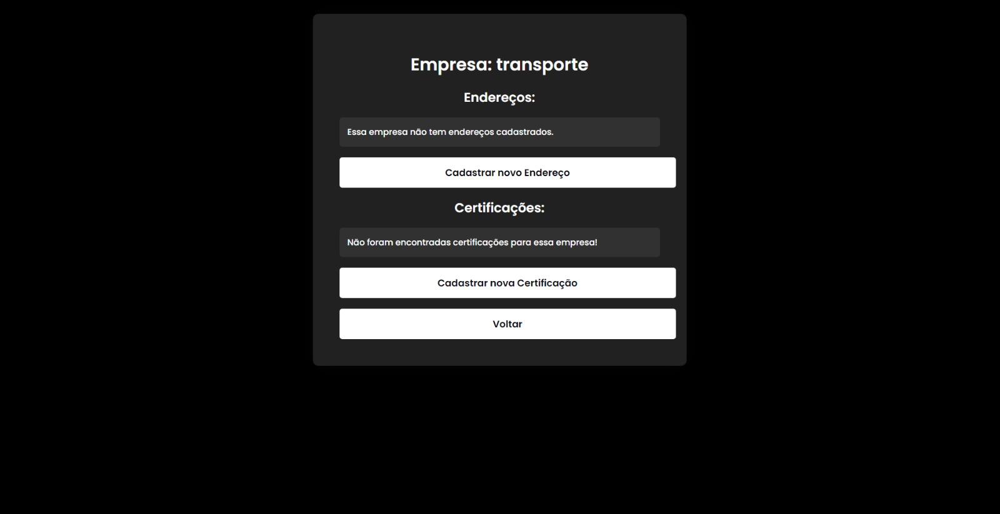 Empresa: transporte
Endereços:
Essa empresa não tem endereços cadastrados.
Cadastrar novo Endereço
Certificações:
Não foram encontradas certificações para essa empresa!
Cadastrar nova Certificação
Voltar